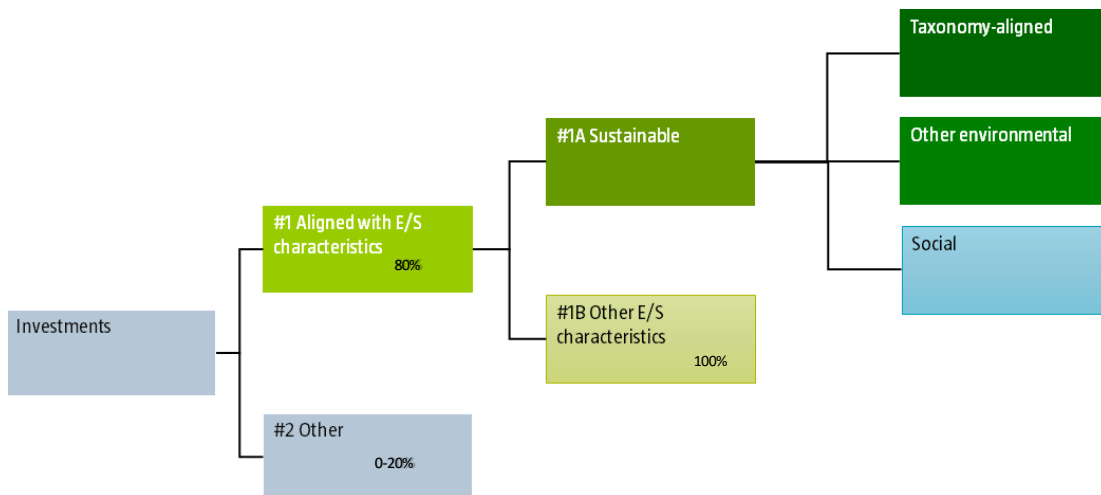 Taxonomy-aligned
#1A Sustainable
Other environmental
#1 Aligned with E/S
characteristics
80%
Social
Investments
#1B Other E/S
characteristics
100%
#2 Other
0-20%